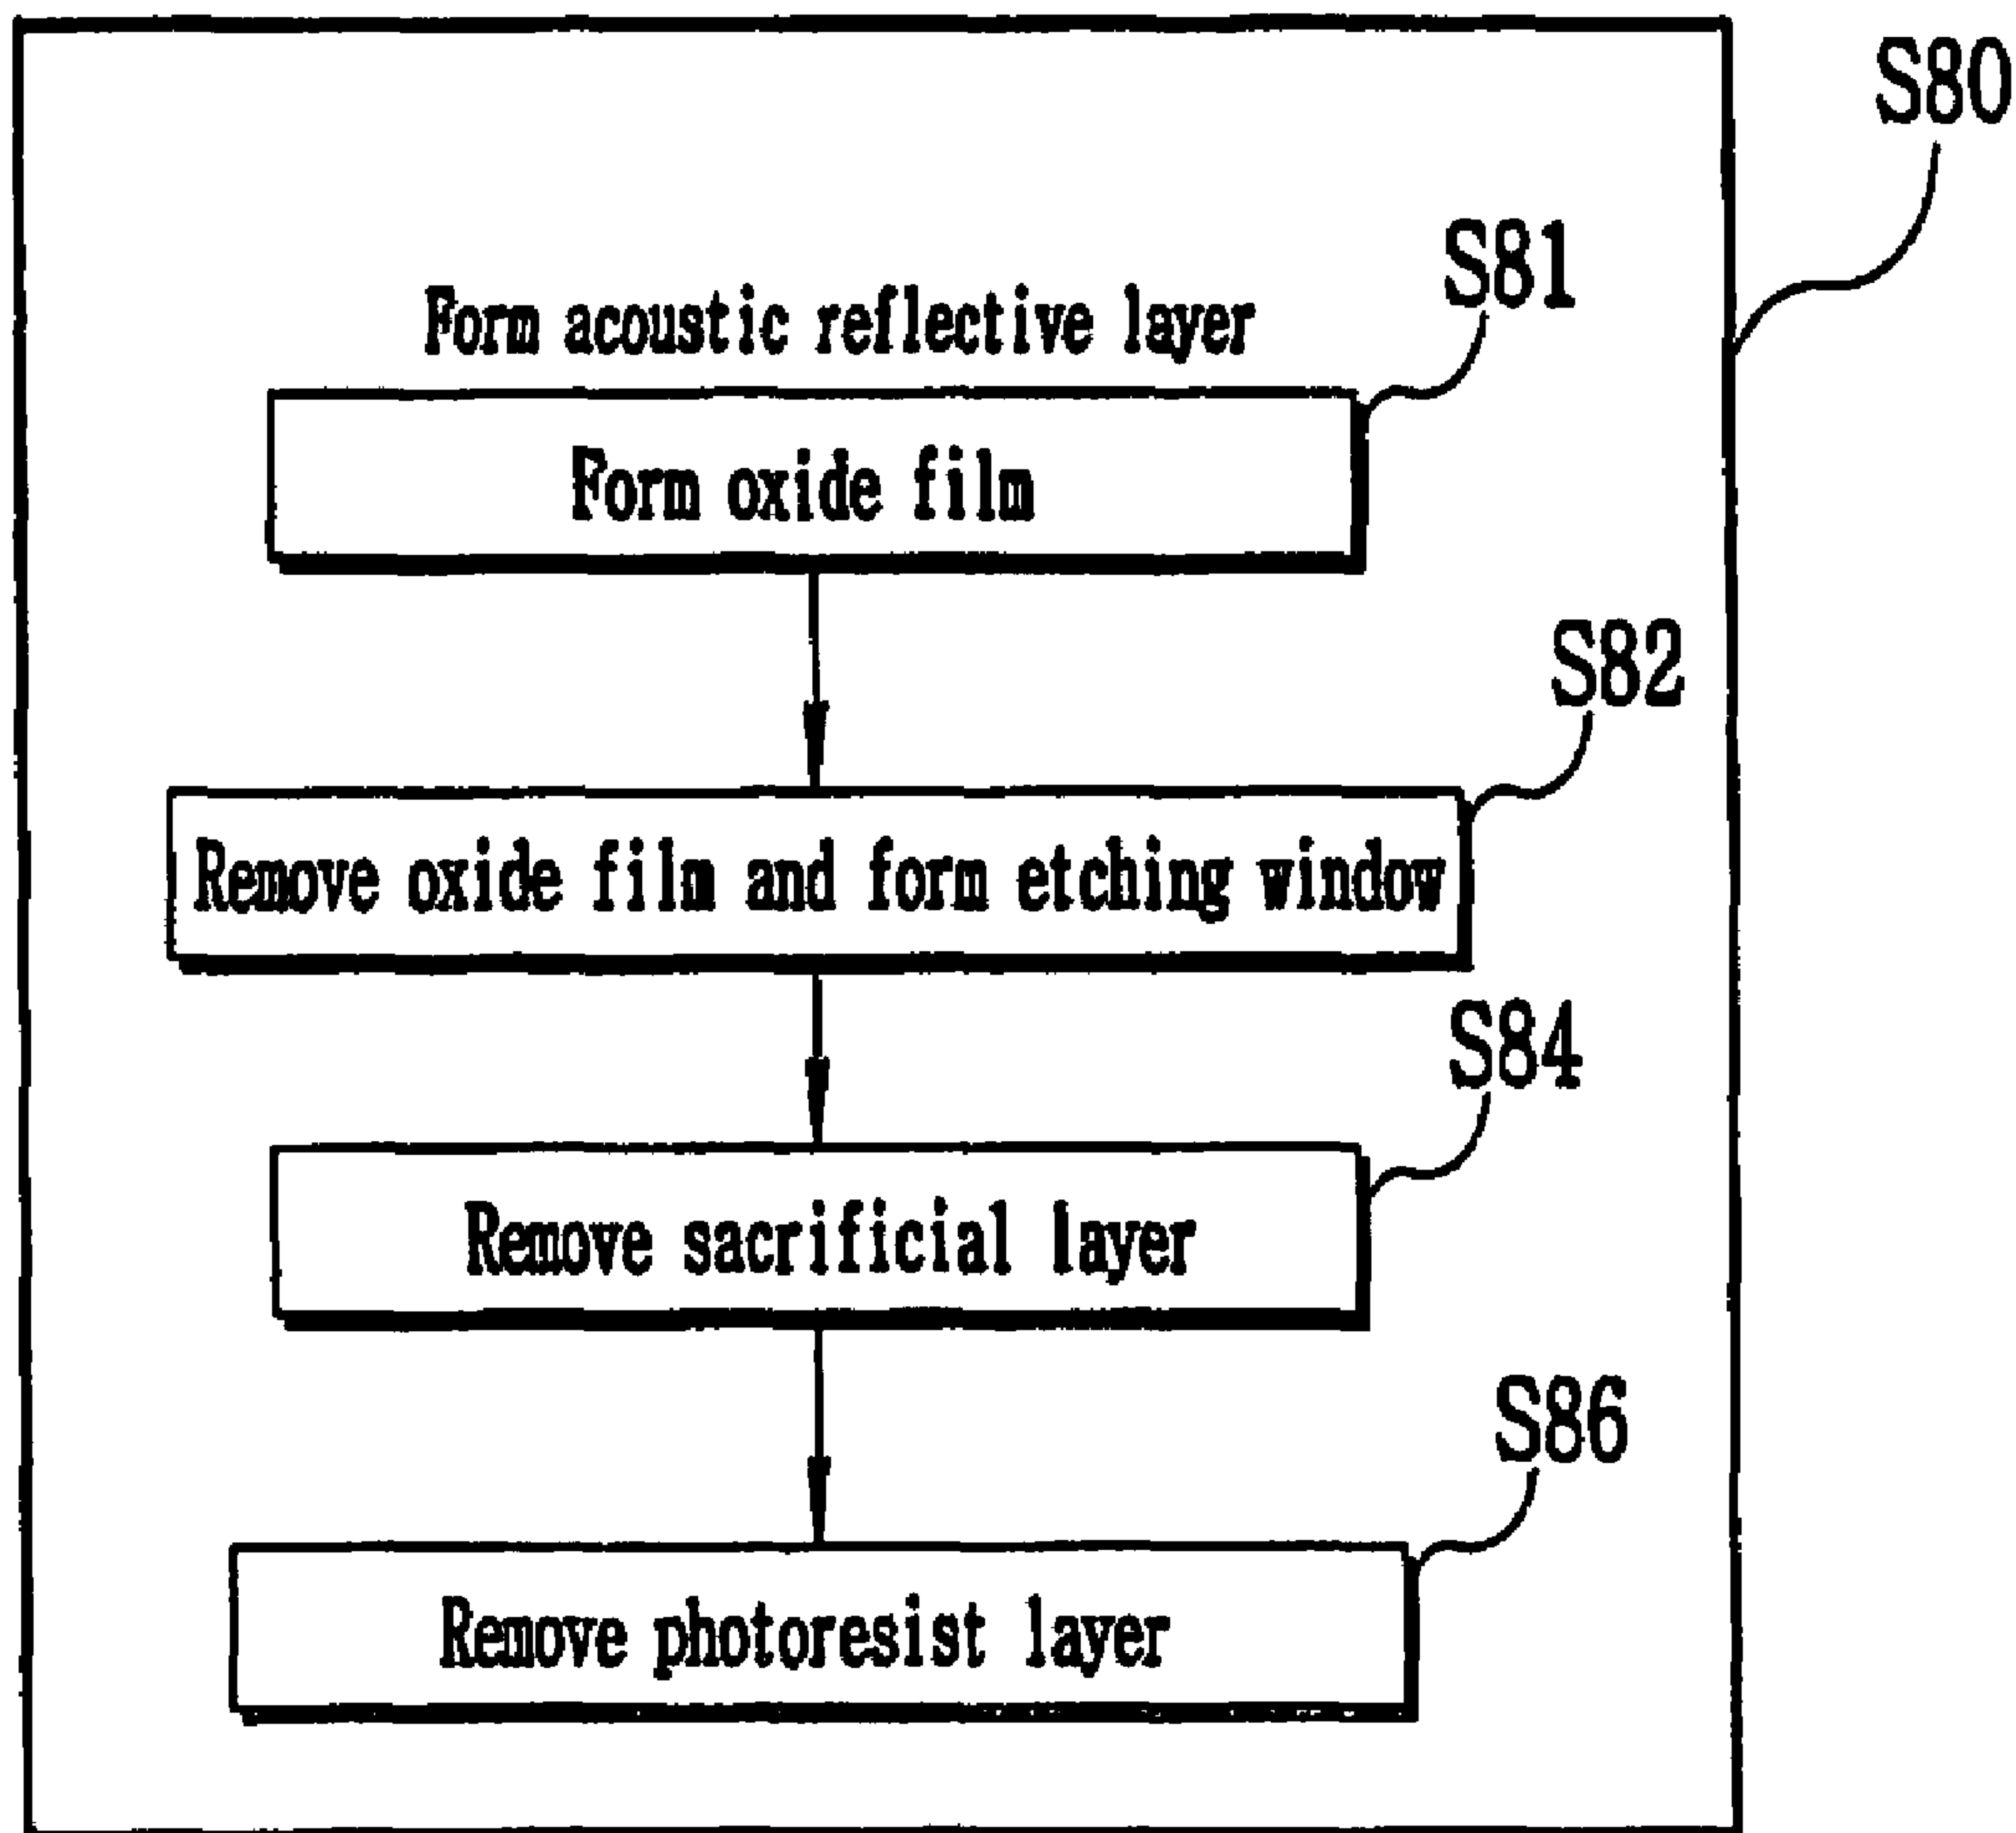 S80
S81
Form acoustic reflective layer
Form oxide film
S82
Remove oxide film and form etching window
S84
Remove sacrificial layer
S86
Remove photoresist layer